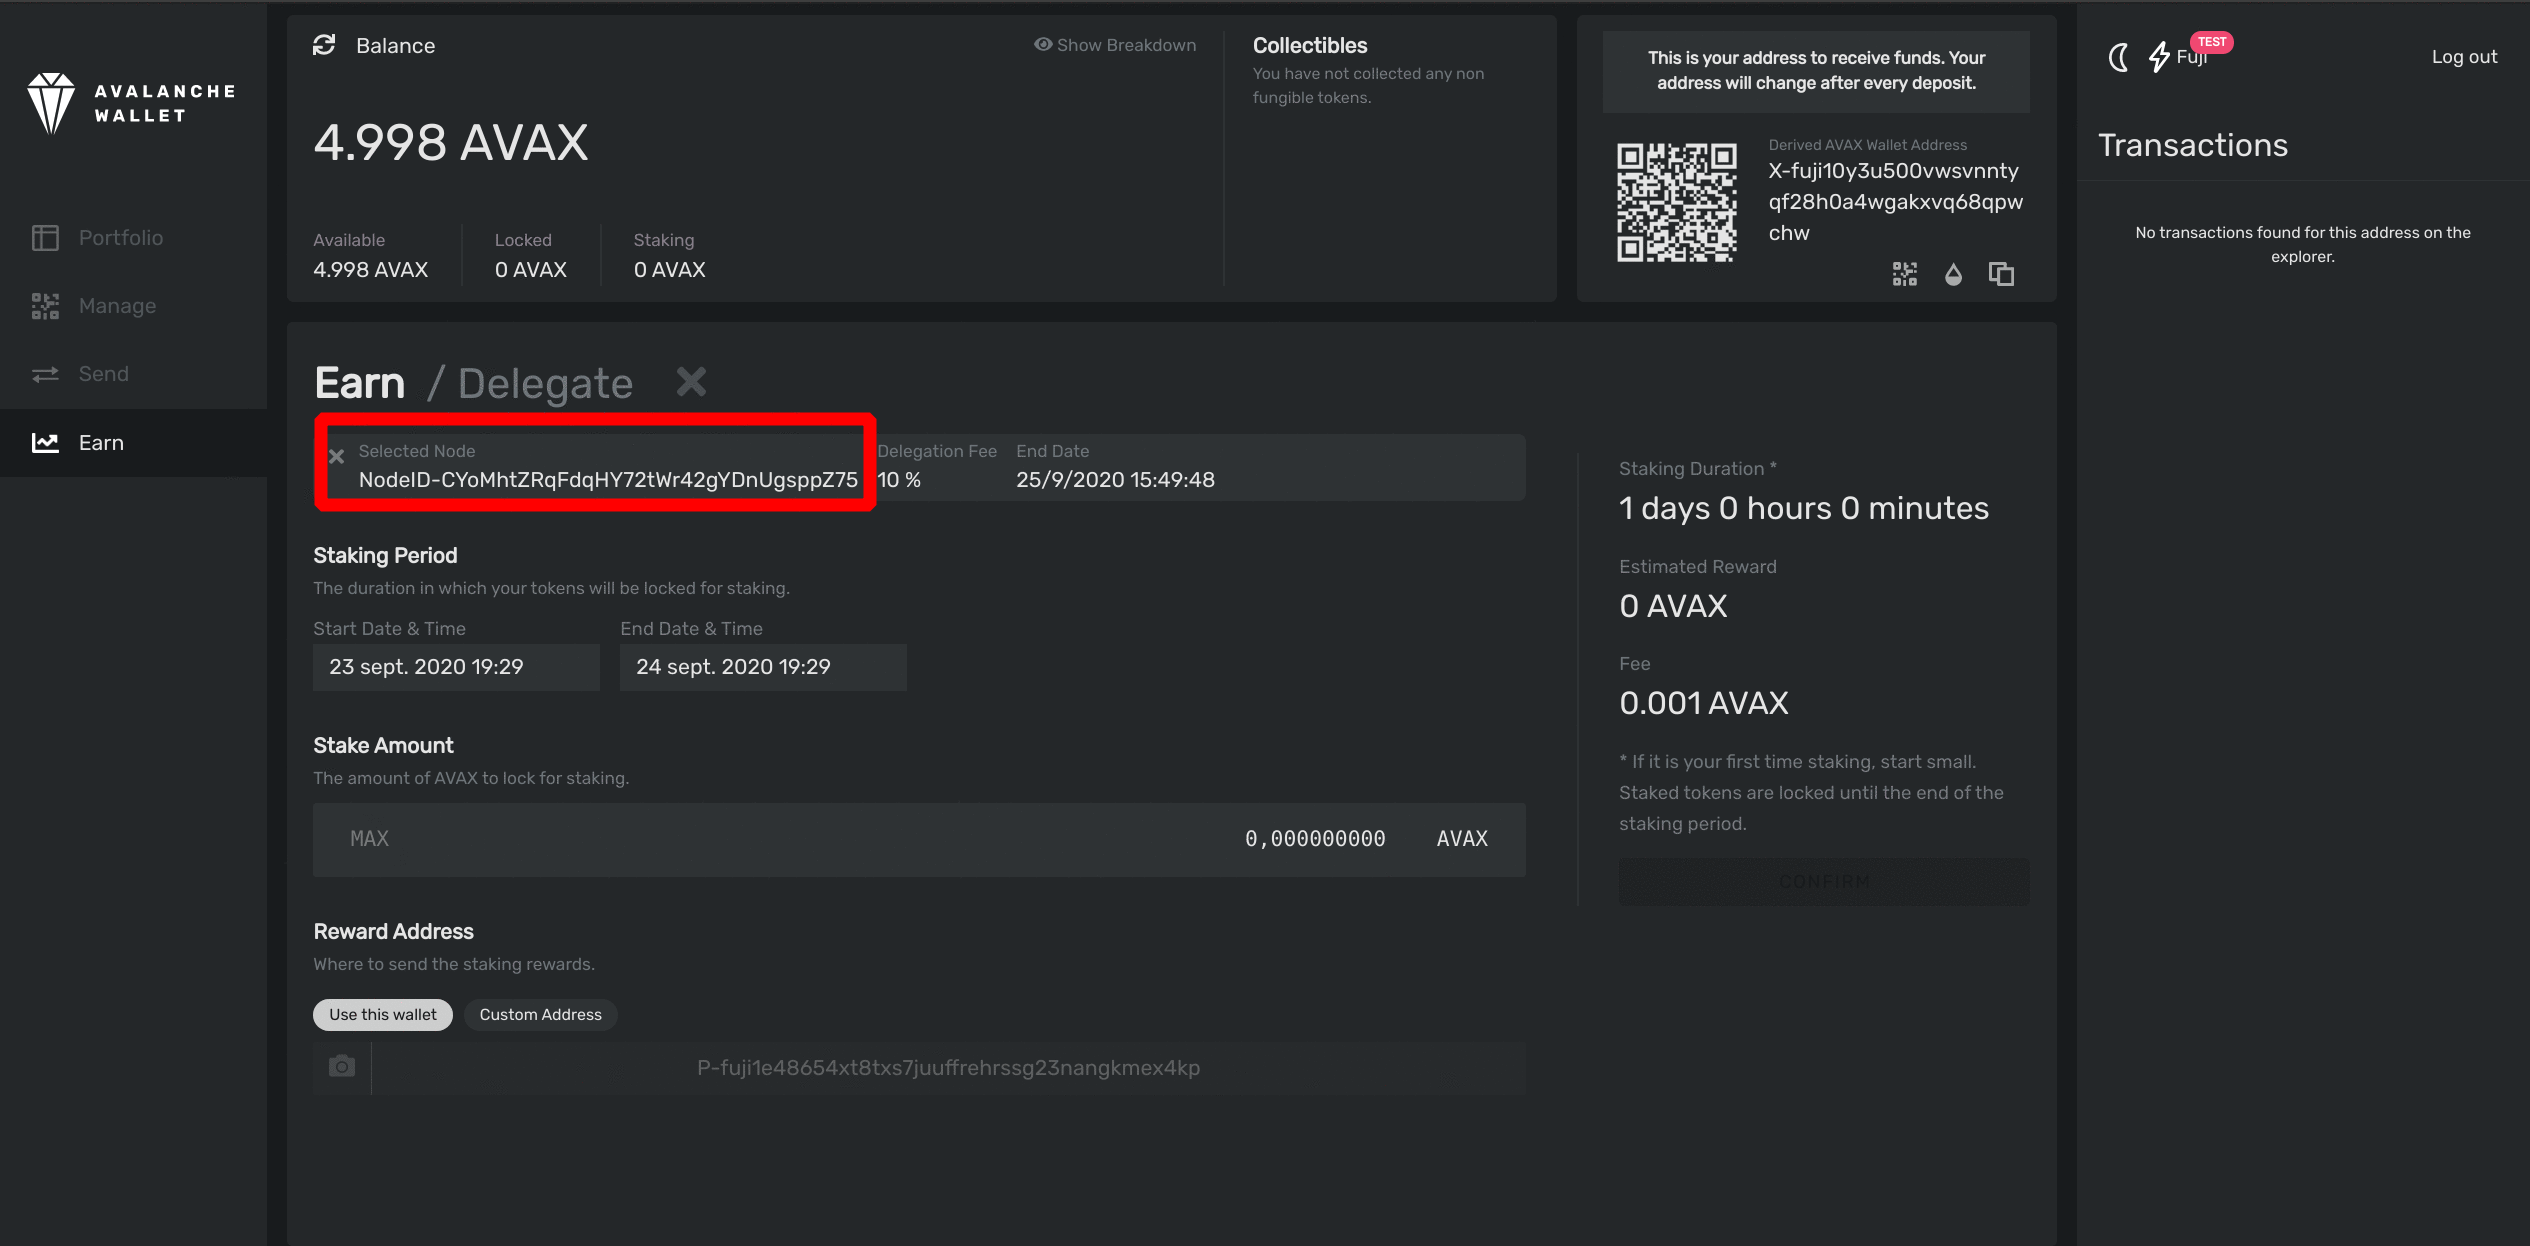 AVALANCHE
WALLET
Portfolio
Manage
Send
Earn
Balance
Show Breakdown
4.998 AVAX
Available
4.998 AVAX
Locked
0 AVAX
Staking
0 AVAX
Collectibles
You have not collected any non
fungible tokens.
This is your address to receive funds. Your
address will change after every deposit.
Derived AVAX Wallet Address
X-fuji10y3u500vwsvnnty
qf28h0a4wgakxvq68qpw
chw
Earn / Delegate
Selected Node
NodeID-CYoMhtZRqFdqHY72tWr42gYDnUgsppZ75
Delegation Fee
10 %
End Date
25/9/2020 15:49:48
Staking Period
The duration in which your tokens will be locked for staking.
Start Date & Time
23 sept. 2020 19:29
End Date & Time
24 sept. 2020 19:29
Stake Amount
The amount of AVAX to lock for staking.
MAX 0,000000000 AVAX
Reward Address
Where to send the staking rewards.
Use this wallet
Custom Address
P-fuji1e48654xt8txs7juuffrehrssg23nangkmex4kp
Staking Duration *
1 days 0 hours 0 minutes
Estimated Reward
0 AVAX
Fee
0.001 AVAX
* If it is your first time staking, start small.
Staked tokens are locked until the end of the
staking period.
CONFIRM
TEST
Fuji
Log out
Transactions
No transactions found for this address on the
explorer.